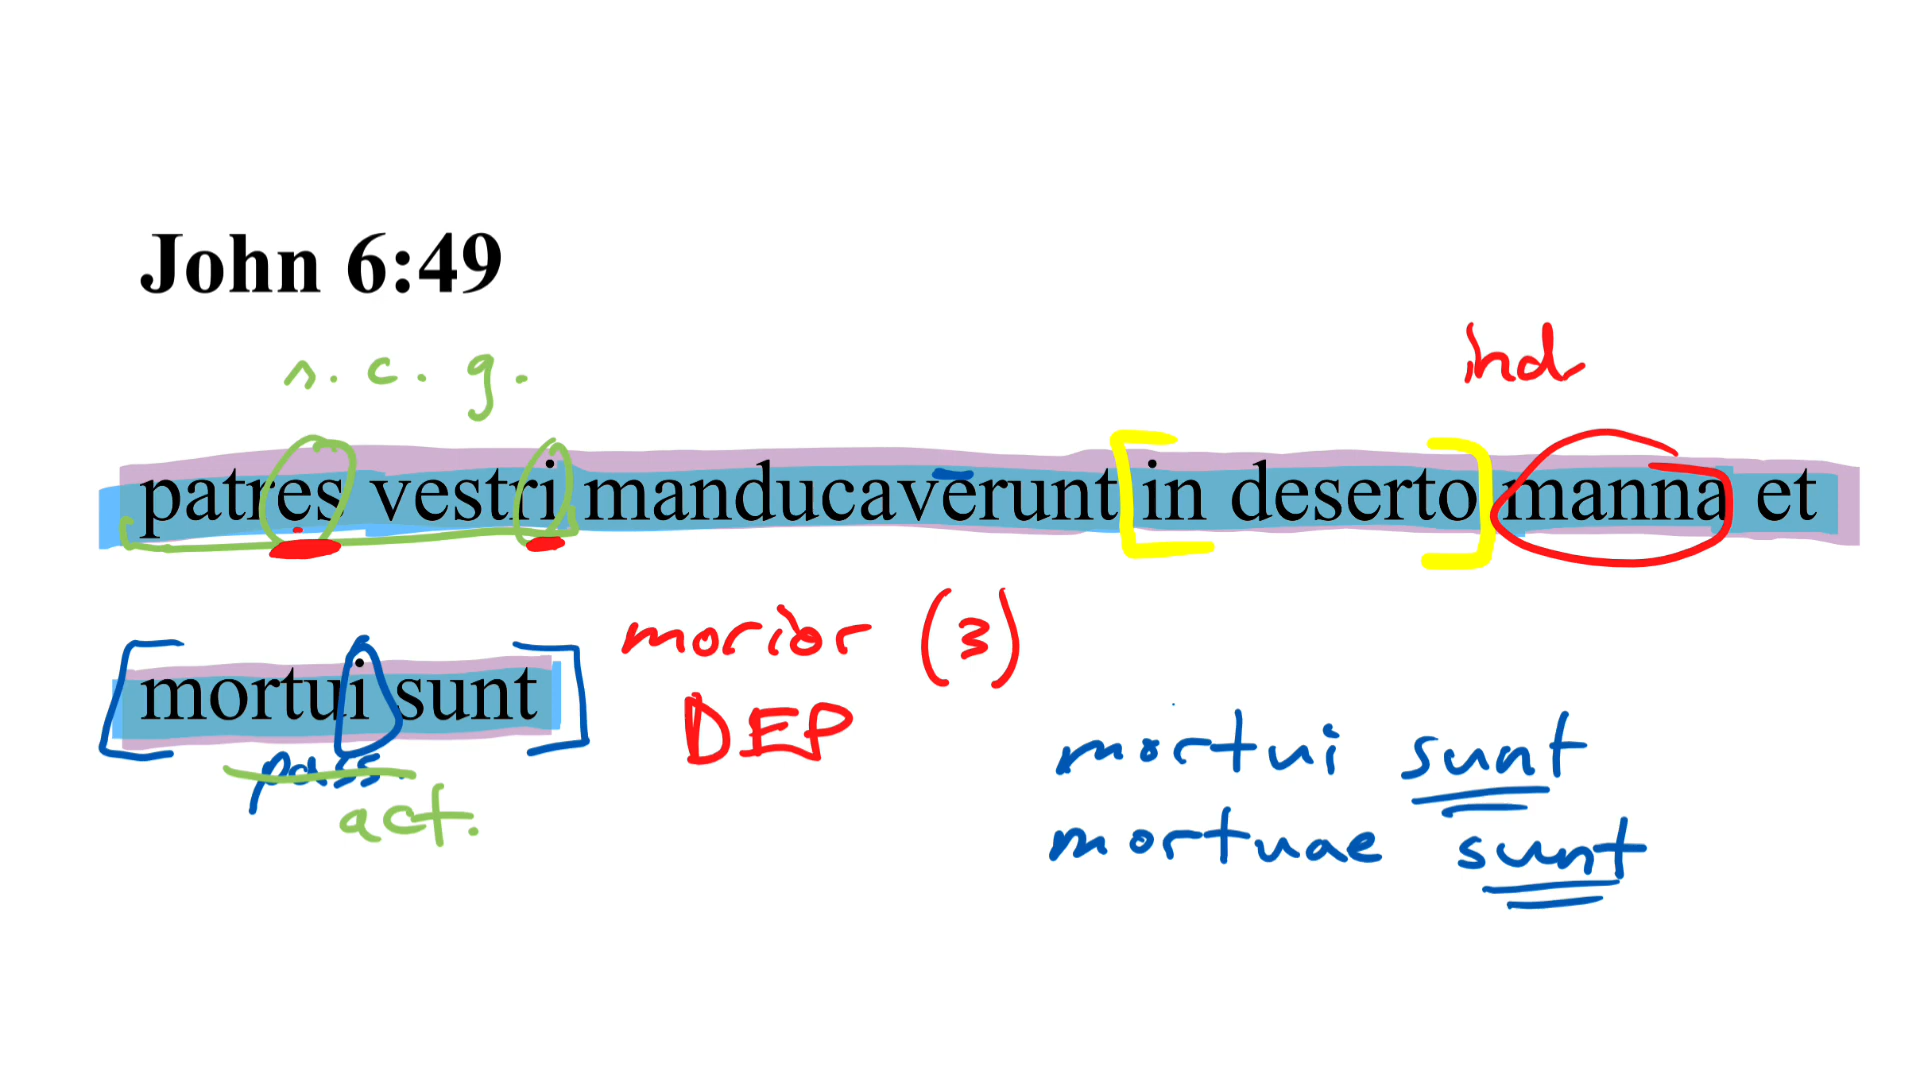 John 6:49
n. c. g.
ind
patres vestri manducavērunt in deserto manna et
mortui sunt
morior (3)
DEP
pass.
act.
mortui sunt
mortuae sunt